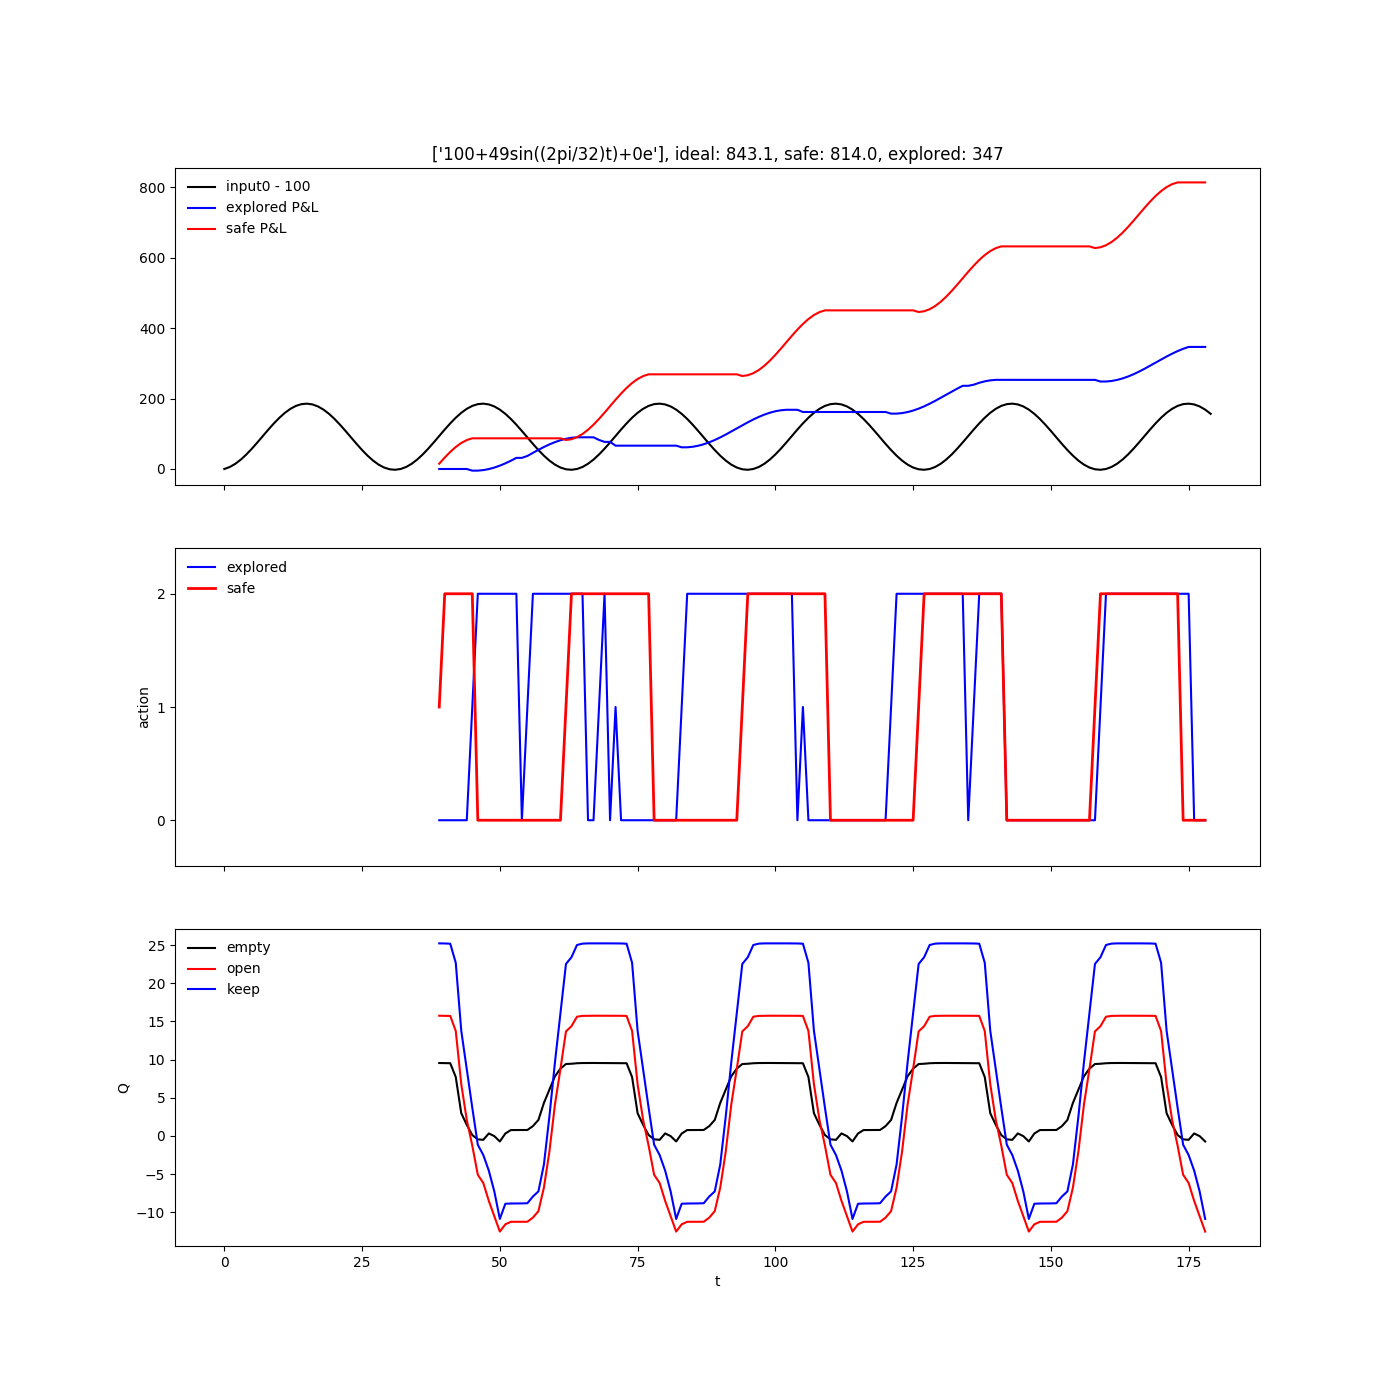 ['100+49sin((2pi/32)t)+0e'], ideal: 843.1, safe: 814.0, explored: 347
input0 - 100
explored P&L
safe P&L
800
600
400
200
0
explored
safe
action
2
1
0
empty
open
keep
Q
25
20
15
10
5
0
−5
−10
0 25 50 75 100 125 150 175
t